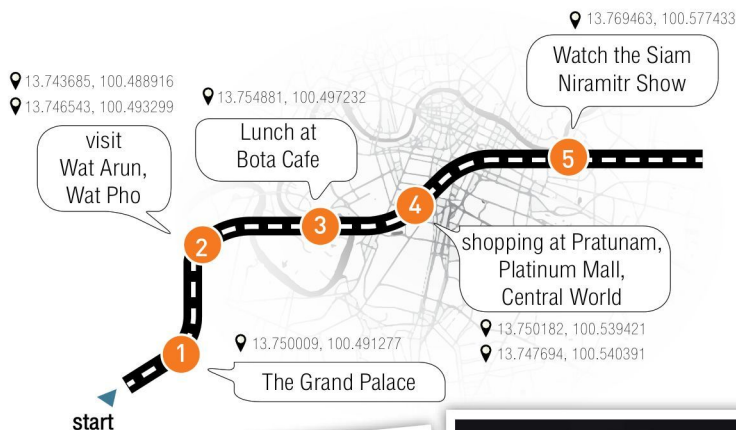 13.769463, 100.577433
Watch the Siam
Niramitr Show
5
13.743685, 100.488916
13.746543, 100.493299
visit
Wat Arun,
Wat Pho
2
13.754881, 100.497232
Lunch at
Bota Cafe
3
4
shopping at Pratunam,
Platinum Mall,
Central World
13.750182, 100.539421
13.747694, 100.540391
1
13.750009, 100.491277
The Grand Palace
start